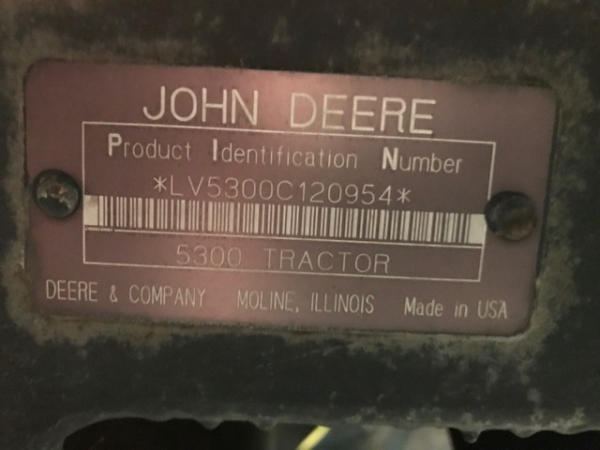 JOHN DEERE
Product Identification Number
*LV5300C120954*
5300 TRACTOR
DEERE & COMPANY MOLINE, ILLINOIS Made in USA